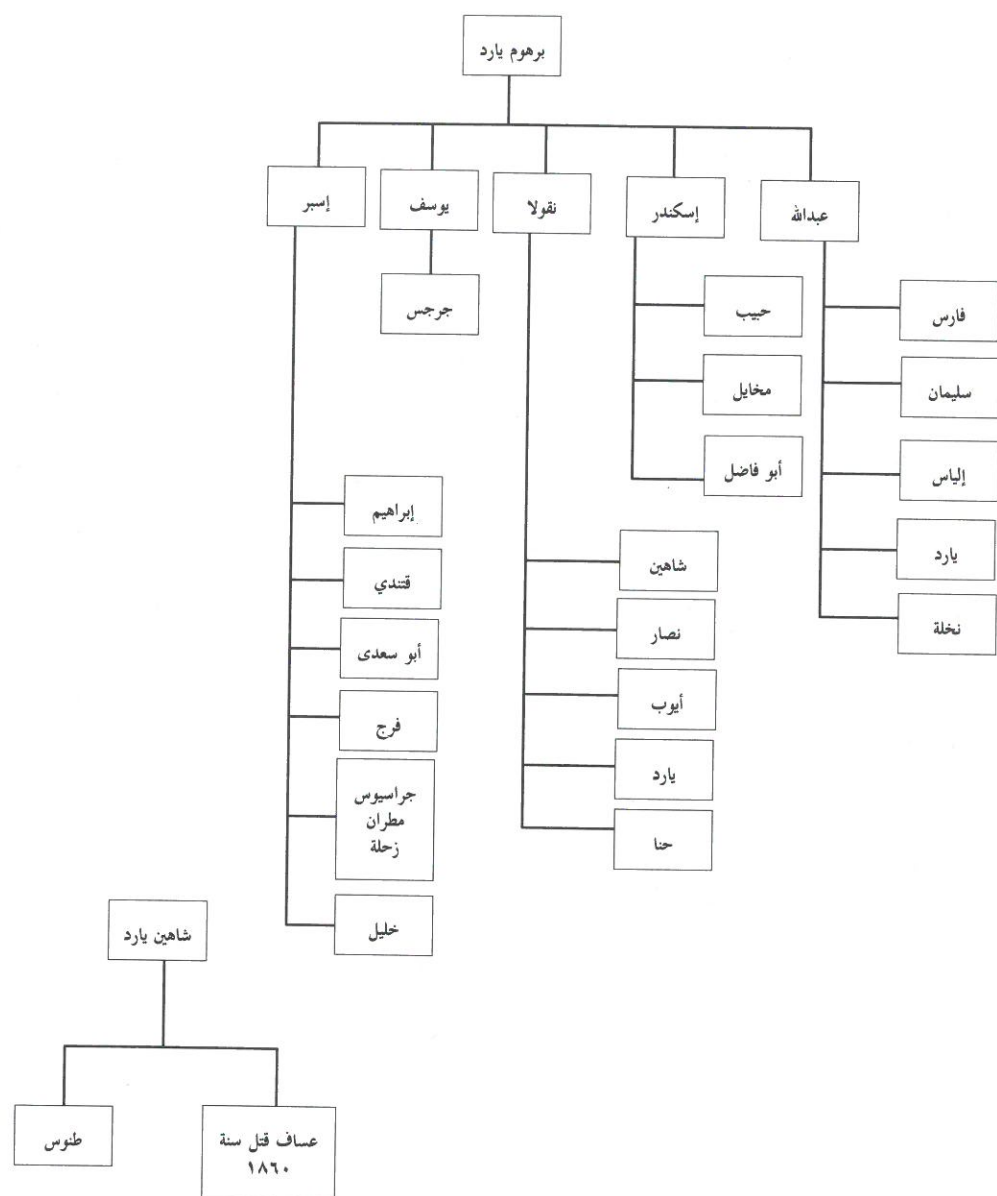 برهوم يارد
عبدالله
إسكندر
نقولا
يوسف
إسبر
فارس
سليمان
إلياس
يارد
نخلة
حبيب
مخايل
أبو فاضل
شاهين
نصار
أيوب
يارد
حنا
جرجس
إبراهيم
قتندي
أبو سعدى
فرج
جراسيوس
مطران
زحلة
خليل
شاهين يارد
عساف قتل سنة
١٨٦٠
طنوس